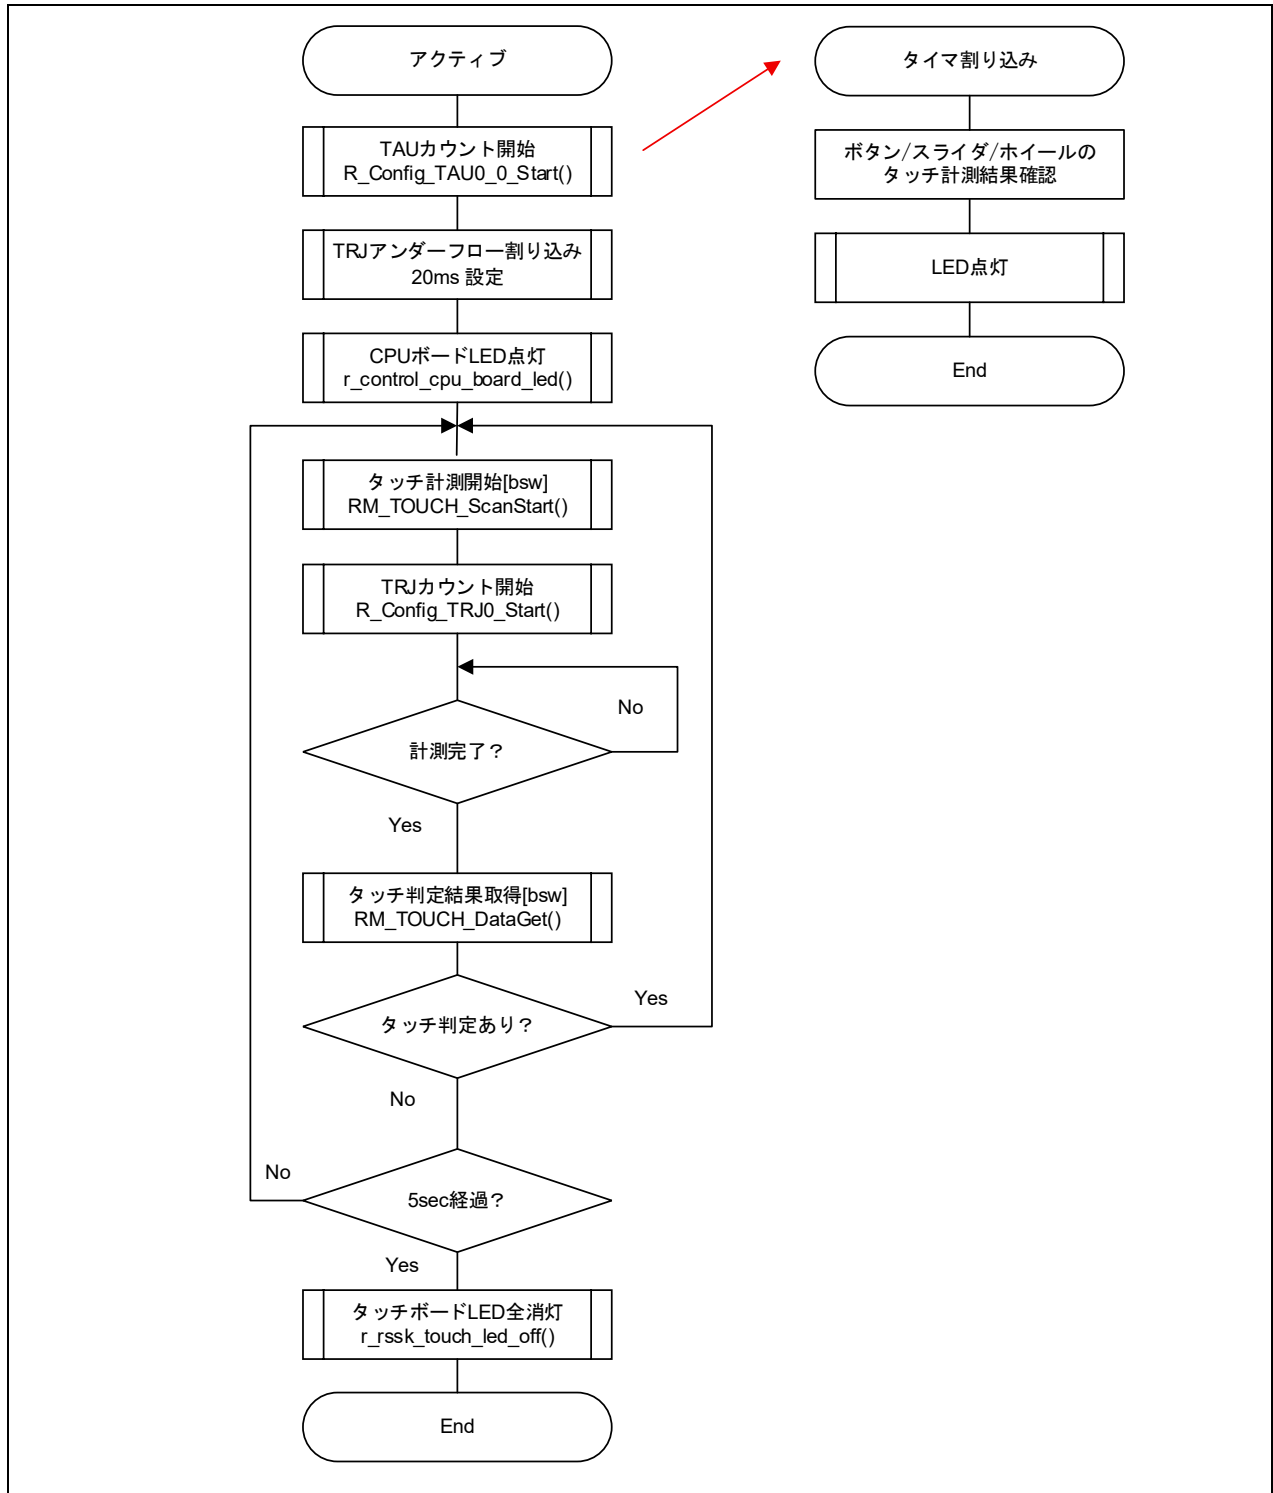 アクティブ
TAUカウント開始
R_Config_TAU0_0_Start()
TRJアンダーフロー割り込み
20ms 設定
CPUボードLED点灯
r_control_cpu_board_led()
タッチ計測開始[bsw]
RM_TOUCH_ScanStart()
TRJカウント開始
R_Config_TRJ0_Start()
No
計測完了？
Yes
タッチ判定結果取得[bsw]
RM_TOUCH_DataGet()
Yes
タッチ判定あり？
No
No
5sec経過？
Yes
タッチボードLED全消灯
r_rssk_touch_led_off()
End
タイマ割り込み
ボタン/スライダ/ホイールの
タッチ計測結果確認
LED点灯
End